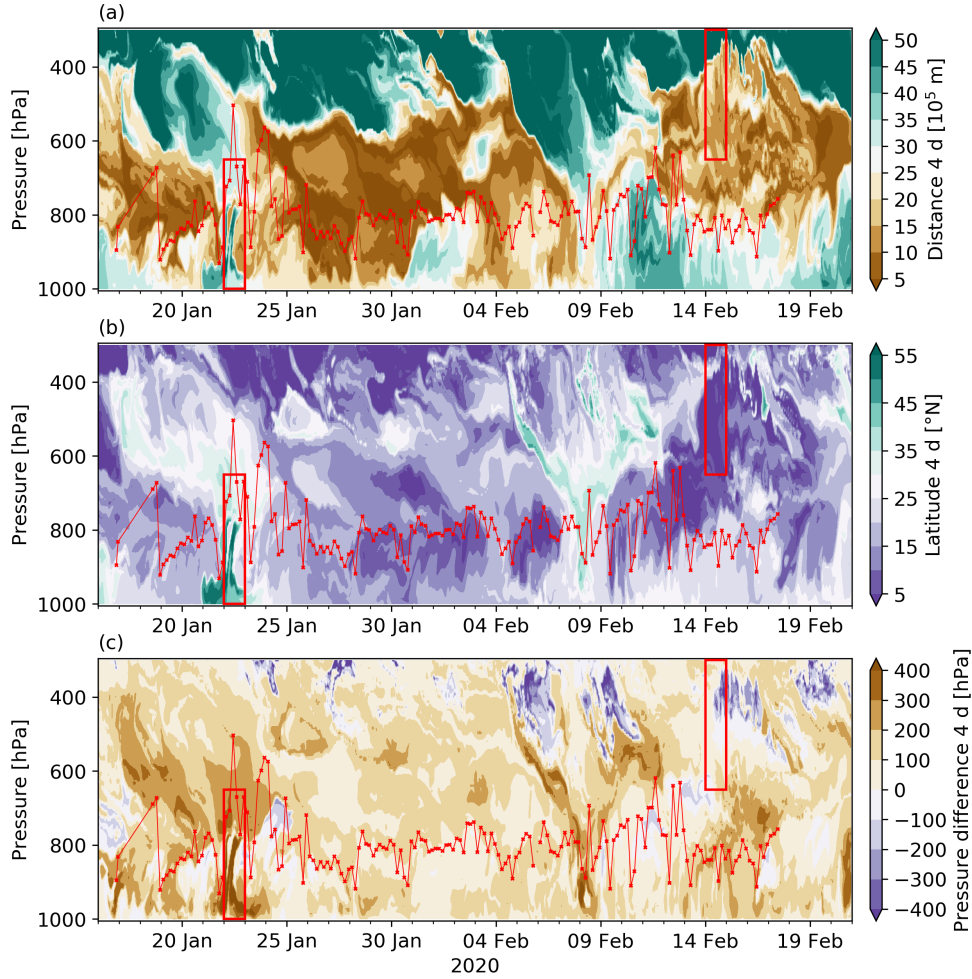 (a)
Pressure [hPa]
400
600
800
1000
20 Jan
25 Jan
30 Jan
04 Feb
09 Feb
14 Feb
19 Feb
50
45
40
35
30
25
20
15
10
5
Distance 4 d [10⁵ m]
(b)
Pressure [hPa]
400
600
800
1000
20 Jan
25 Jan
30 Jan
04 Feb
09 Feb
14 Feb
19 Feb
55
45
35
25
15
5
Latitude 4 d [°N]
(c)
Pressure [hPa]
400
600
800
1000
20 Jan
25 Jan
30 Jan
04 Feb
09 Feb
14 Feb
19 Feb
2020
400
300
200
100
0
−100
−200
−300
−400
Pressure difference 4 d [hPa]